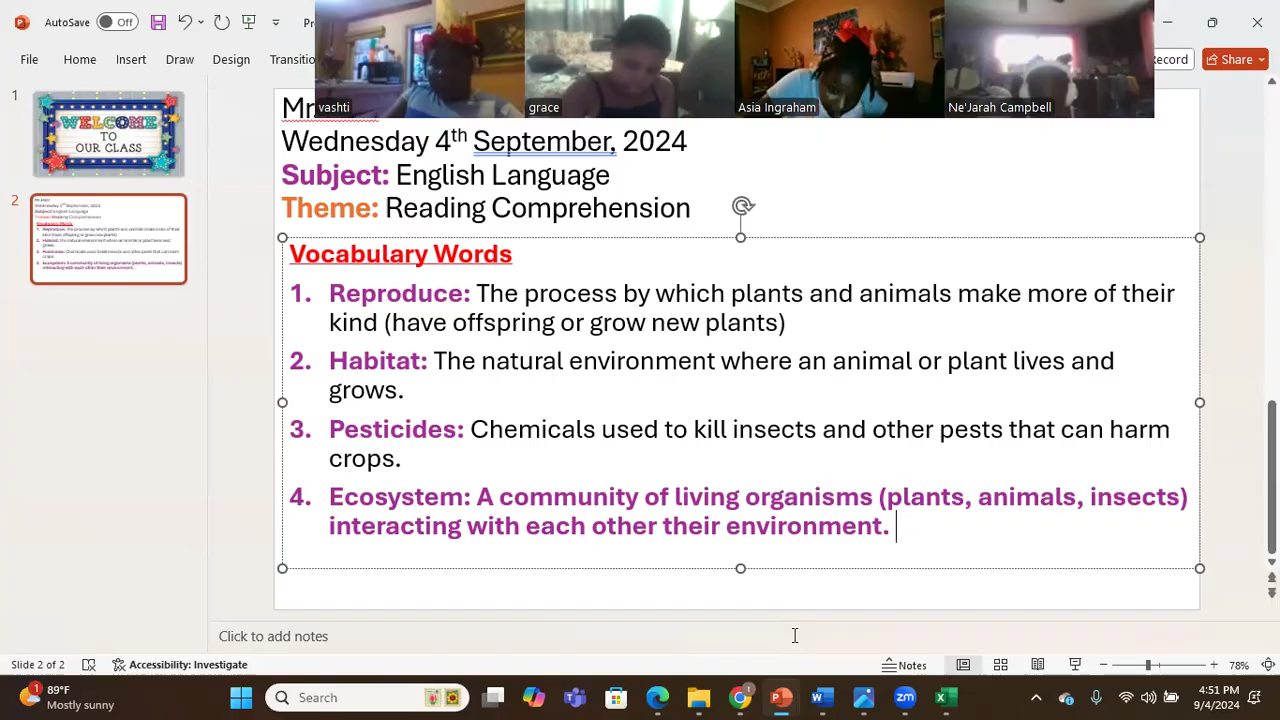 AutoSave Off
File Home Insert Draw Design Record Share
vashti grace Asia Ingraham Ne'Jarah Campbell
1
WELCOME
TO
OUR CLASS
2
Wednesday 4th September, 2024
Subject: English Language
Theme: Reading Comprehension
Vocabulary Words
1. Reproduce: The process by which plants and animals make more of their
kind (have offspring or grow new plants)
2. Habitat: The natural environment where an animal or plant lives and
grows.
3. Pesticides: Chemicals used to kill insects and other pests that can harm
crops.
4. Ecosystem: A community of living organisms (plants, animals, insects)
interacting with each other their environment.
Click to add notes
Slide 2 of 2 Accessibility: Investigate Notes 78%
1 89°F
Mostly sunny
Search
1
zm
4:51 PM
9/4/2024